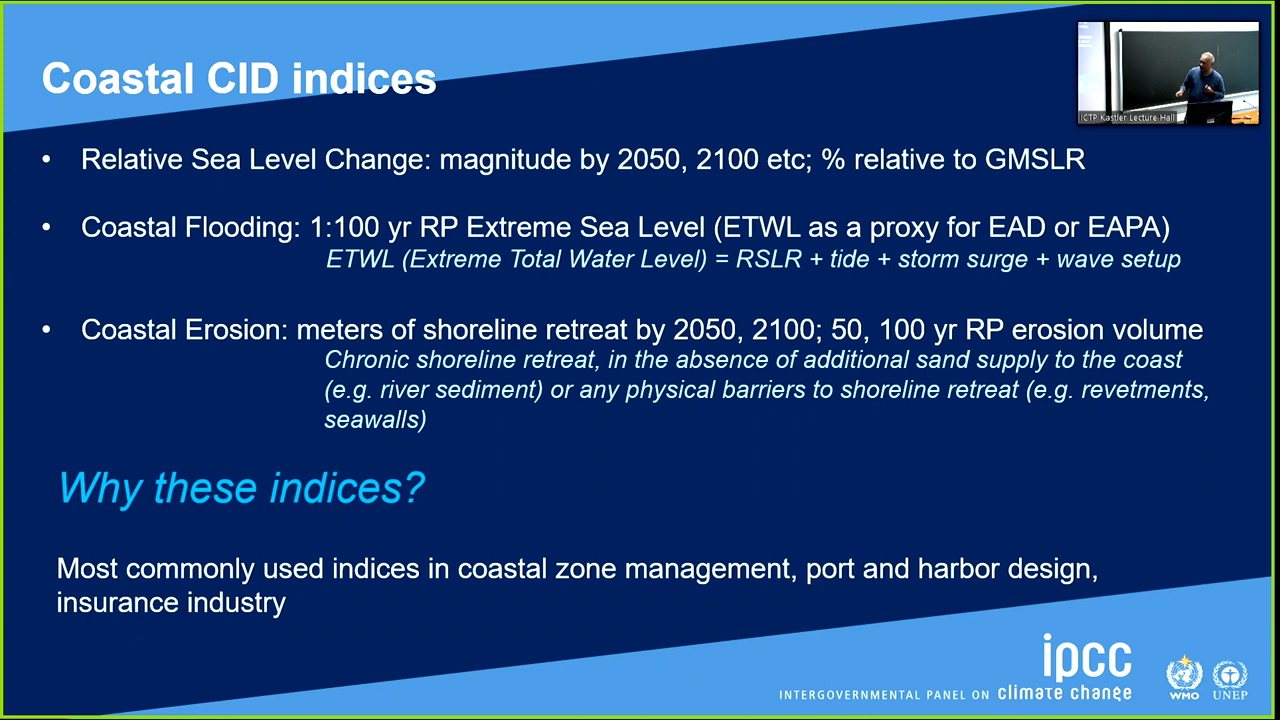 Coastal CID indices
ICTP Kastler Lecture Hall
• Relative Sea Level Change: magnitude by 2050, 2100 etc; % relative to GMSLR
• Coastal Flooding: 1:100 yr RP Extreme Sea Level (ETWL as a proxy for EAD or EAPA)
ETWL (Extreme Total Water Level) = RSLR + tide + storm surge + wave setup
• Coastal Erosion: meters of shoreline retreat by 2050, 2100; 50, 100 yr RP erosion volume
Chronic shoreline retreat, in the absence of additional sand supply to the coast
(e.g. river sediment) or any physical barriers to shoreline retreat (e.g. revetments,
seawalls)
Why these indices?
Most commonly used indices in coastal zone management, port and harbor design,
insurance industry
ipcc
INTERGOVERNMENTAL PANEL ON climate change
WMO
UNEP